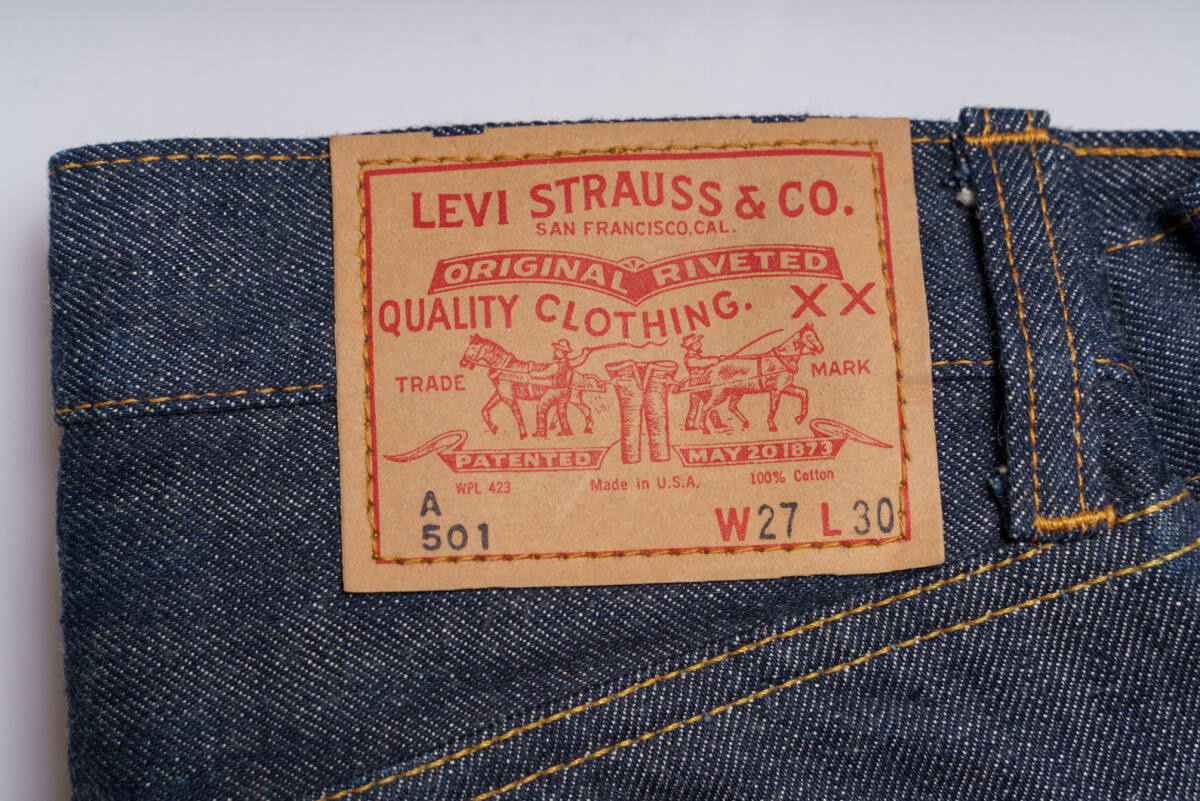 LEVI STRAUSS & CO.
SAN FRANCISCO, CAL.
ORIGINAL RIVETED
QUALITY CLOTHING. XX
TRADE MARK
PATENTED MAY 20 1873
WPL 423 Made in U.S.A. 100% Cotton
A
501 W27 L30